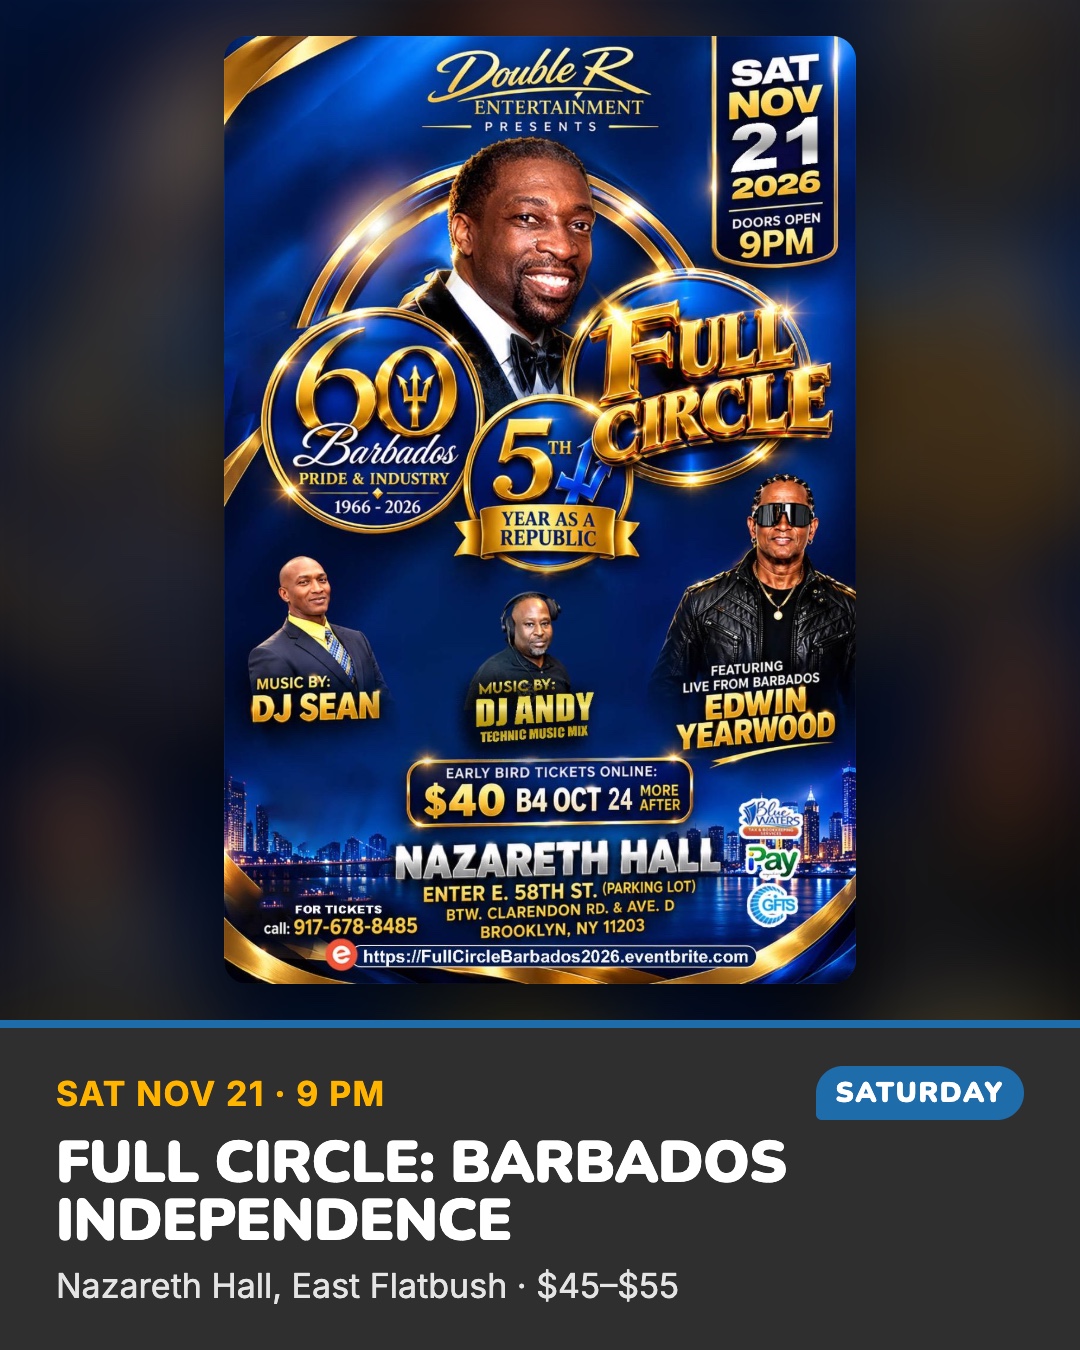 Double R
ENTERTAINMENT
PRESENTS
SAT
NOV
21
2026
DOORS OPEN
9PM
FULL
CIRCLE
60
Barbados
PRIDE & INDUSTRY
1966 - 2026
5TH
YEAR AS A
REPUBLIC
MUSIC BY:
DJ SEAN
MUSIC BY:
DJ ANDY
TECHNIC MUSIC MIX
FEATURING
LIVE FROM BARBADOS
EDWIN
YEARWOOD
EARLY BIRD TICKETS ONLINE:
$40 B4 OCT 24 MORE AFTER
NAZARETH HALL
ENTER E. 58TH ST. (PARKING LOT)
BTW. CLARENDON RD. & AVE. D
BROOKLYN, NY 11203
Blue
WATERS
TAX & BOOKKEEPING
SERVICES
Pay
GFTS
FOR TICKETS
call: 917-678-8485
e https://FullCircleBarbados2026.eventbrite.com
SAT NOV 21 · 9 PM
SATURDAY
FULL CIRCLE: BARBADOS
INDEPENDENCE
Nazareth Hall, East Flatbush · $45–$55